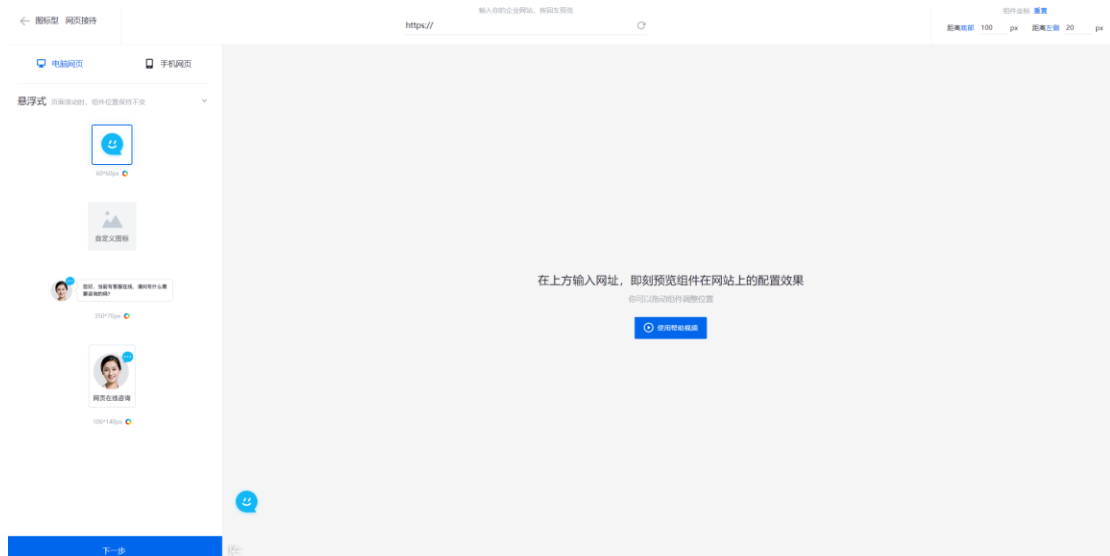 图标型 网页接待
输入你的企业网站，按回车预览
https://
组件坐标 重置
距离底部 100 px 距离左侧 20 px
电脑网页
手机网页
悬浮式 页面滚动时，组件位置保持不变
60*60px
自定义图标
您好，当前有客服在线，请问有什么需
要咨询的吗？
350*70px
网页在线咨询
106*140px
在上方输入网址，即刻预览组件在网站上的配置效果
你可以拖动组件调整位置
使用帮助视频
下一步